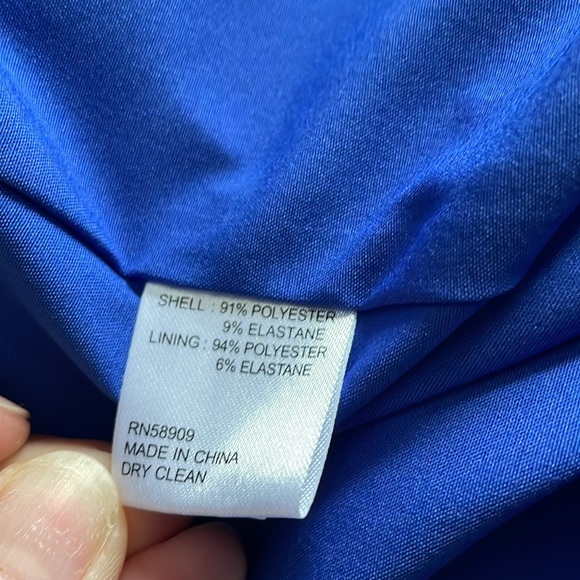 SHELL : 91% POLYESTER
9% ELASTANE
LINING : 94% POLYESTER
6% ELASTANE
RN58909
MADE IN CHINA
DRY CLEAN